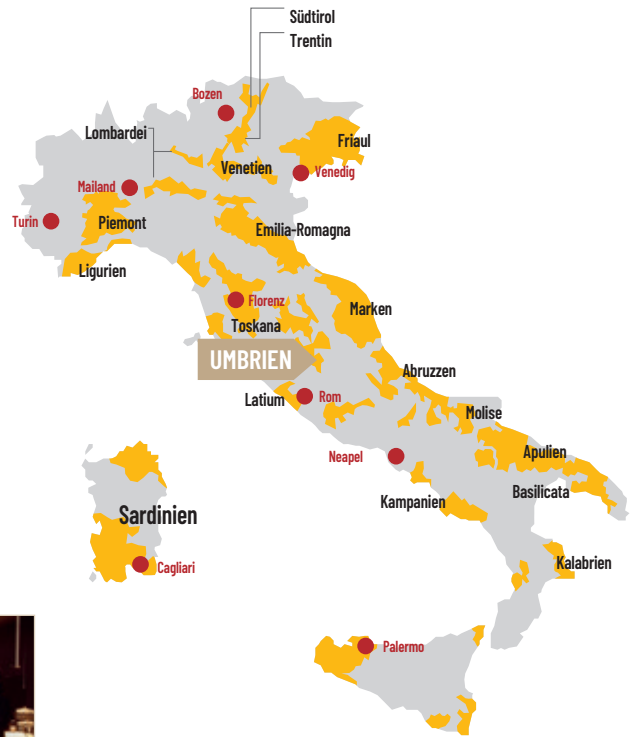 Südtirol
Trentin
Bozen
Lombardei
Friaul
Venetien
Venedig
Mailand
Turin
Piemont
Emilia-Romagna
Ligurien
Florenz
Marken
Toskana
UMBRIEN
Abruzzen
Latium
Rom
Molise
Neapel
Apulien
Basilicata
Kampanien
Sardinien
Kalabrien
Cagliari
Palermo